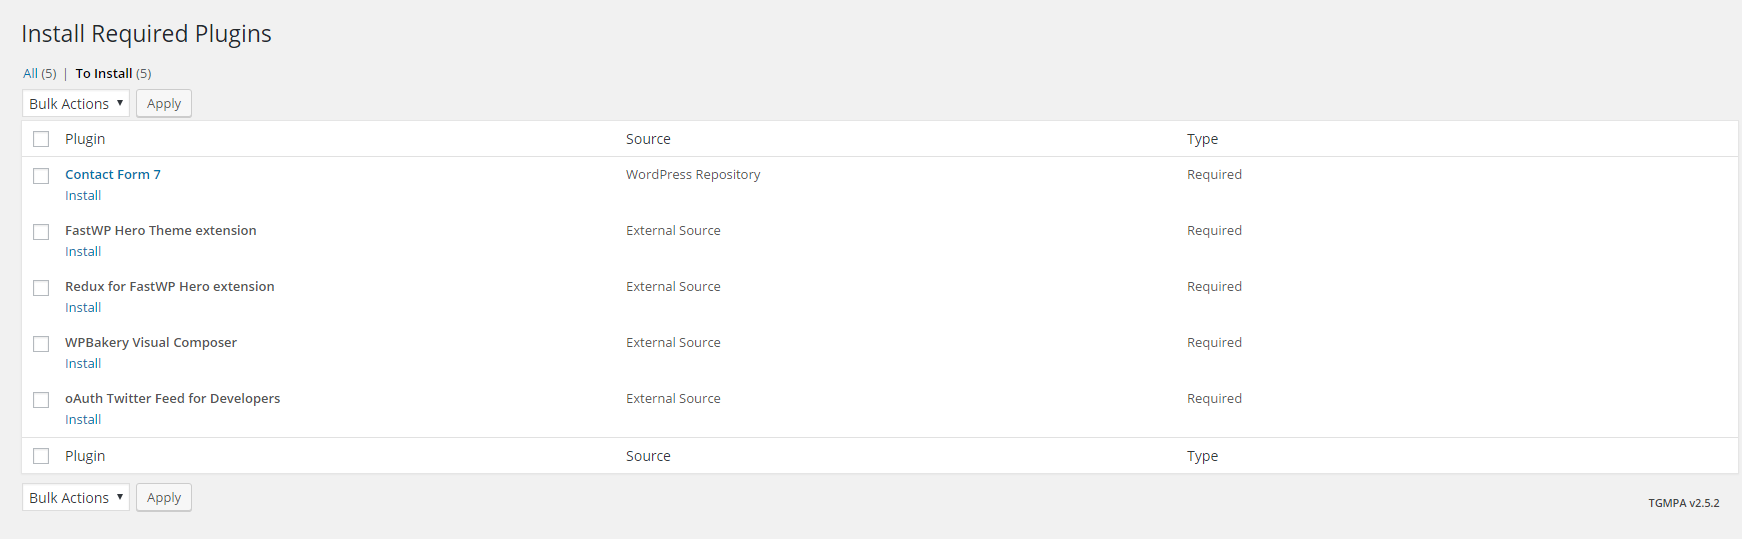 Install Required Plugins
All (5) | To Install (5)
Bulk Actions Apply
Plugin Source Type
Contact Form 7 WordPress Repository Required
Install
FastWP Hero Theme extension External Source Required
Install
Redux for FastWP Hero extension External Source Required
Install
WPBakery Visual Composer External Source Required
Install
oAuth Twitter Feed for Developers External Source Required
Install
Plugin Source Type
Bulk Actions Apply
TGMPA v2.5.2